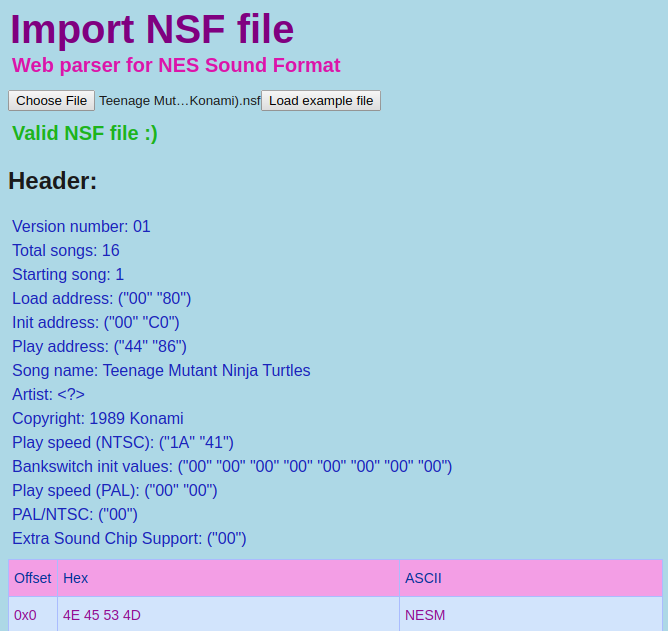 Import NSF file
Web parser for NES Sound Format
Choose File Teenage Mut…Konami).nsf Load example file
Valid NSF file :)
Header:
Version number: 01
Total songs: 16
Starting song: 1
Load address: ("00" "80")
Init address: ("00" "C0")
Play address: ("44" "86")
Song name: Teenage Mutant Ninja Turtles
Artist: <?>
Copyright: 1989 Konami
Play speed (NTSC): ("1A" "41")
Bankswitch init values: ("00" "00" "00" "00" "00" "00" "00" "00")
Play speed (PAL): ("00" "00")
PAL/NTSC: ("00")
Extra Sound Chip Support: ("00")
Offset Hex ASCII
0x0 4E 45 53 4D NESM